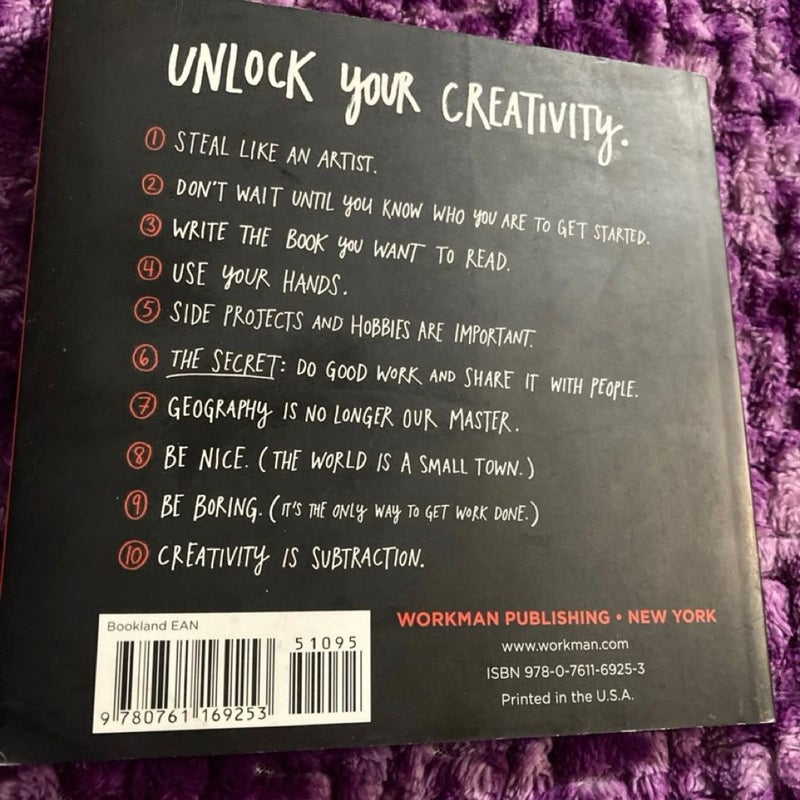 UNLOCK YOUR CREATIVITY.
1 STEAL LIKE AN ARTIST.
2 DON'T WAIT UNTIL YOU KNOW WHO YOU ARE TO GET STARTED.
3 WRITE THE BOOK YOU WANT TO READ.
4 USE YOUR HANDS.
5 SIDE PROJECTS AND HOBBIES ARE IMPORTANT.
6 THE SECRET: DO GOOD WORK AND SHARE IT WITH PEOPLE.
7 GEOGRAPHY IS NO LONGER OUR MASTER.
8 BE NICE. (THE WORLD IS A SMALL TOWN.)
9 BE BORING. (IT'S THE ONLY WAY TO GET WORK DONE.)
10 CREATIVITY IS SUBTRACTION.
Bookland EAN
51095
9 780761 169253
WORKMAN PUBLISHING • NEW YORK
www.workman.com
ISBN 978-0-7611-6925-3
Printed in the U.S.A.